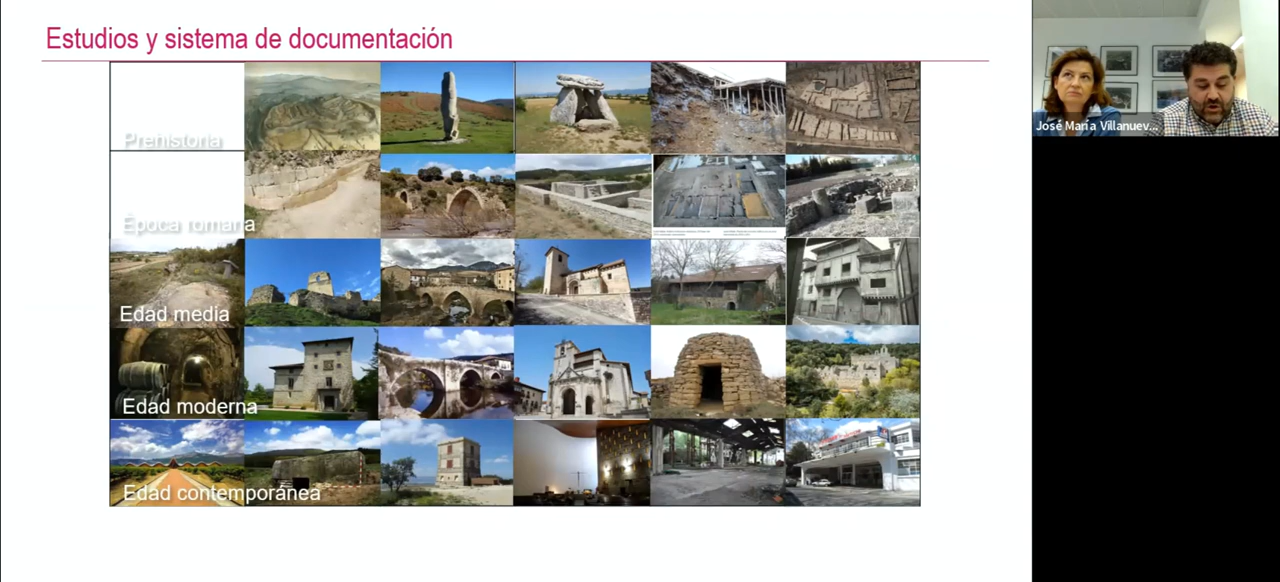 Estudios y sistema de documentación
José María Villanuev...
Prehistoria
Época romana
Edad media
Edad moderna
Edad contemporánea